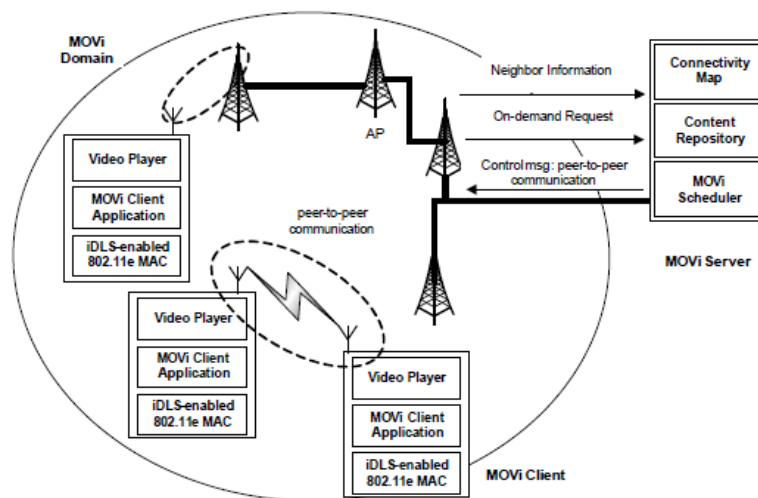 MOVi
Domain
Neighbor Information
Connectivity
Map
On-demand Request
Content
Repository
AP
Control msg: peer-to-peer
communication
MOVi
Scheduler
Video Player
MOVi Client
Application
iDLS-enabled
802.11e MAC
peer-to-peer
communication
MOVi Server
Video Player
MOVi Client
Application
iDLS-enabled
802.11e MAC
Video Player
MOVi Client
Application
iDLS-enabled
802.11e MAC
MOVi Client